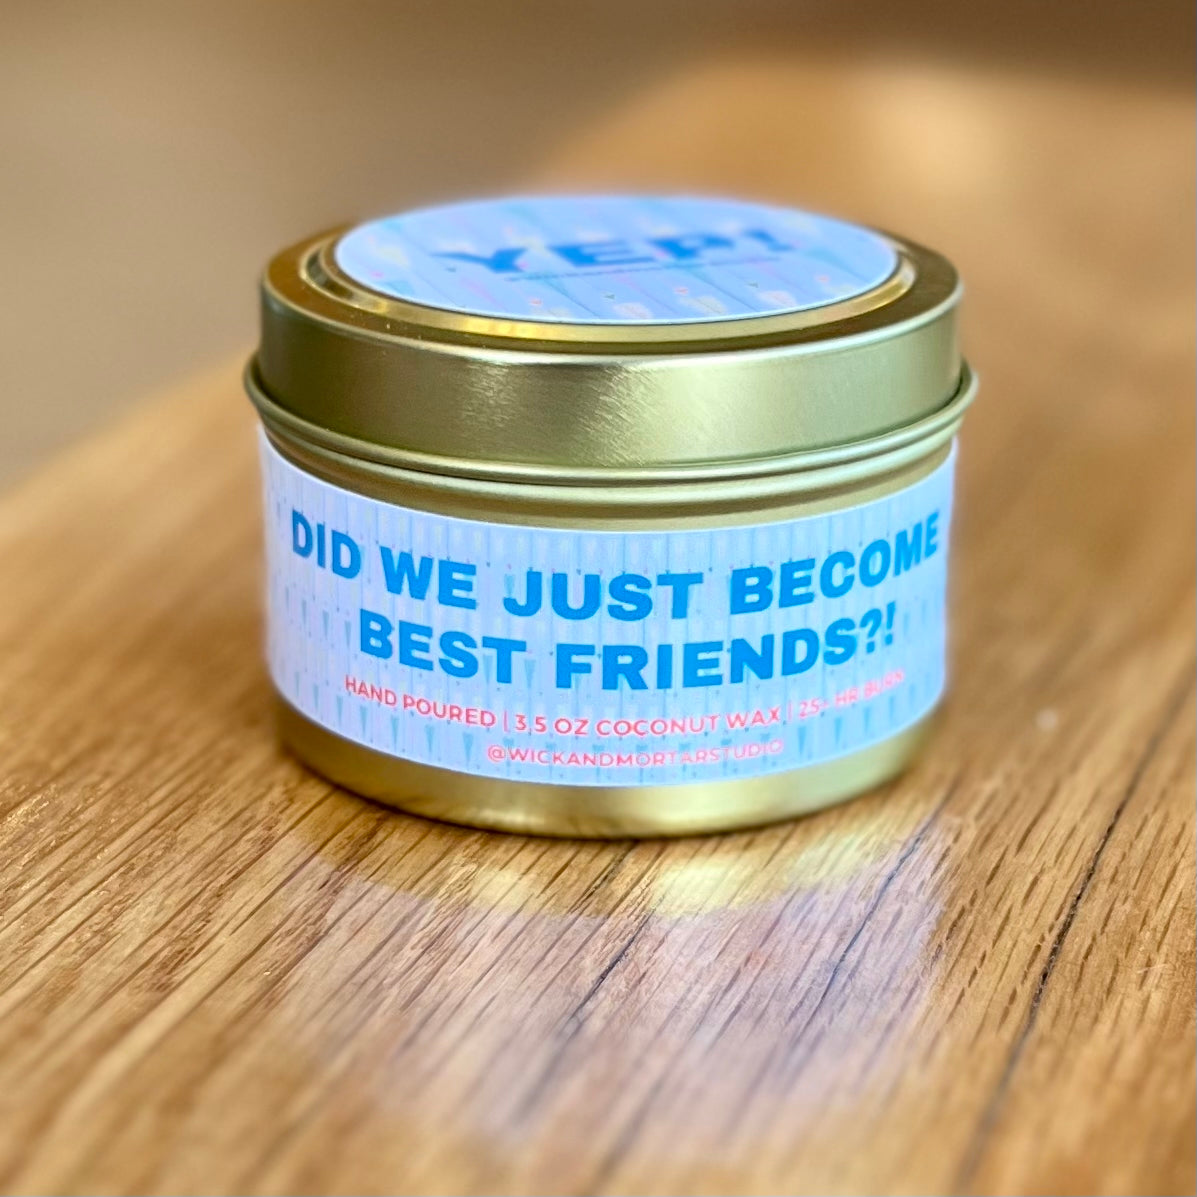 YEP!
DID WE JUST BECOME
BEST FRIENDS?!
HAND POURED | 3.5 OZ COCONUT WAX | 25+ HR BURN
@WICKANDMORTARSTUDIO